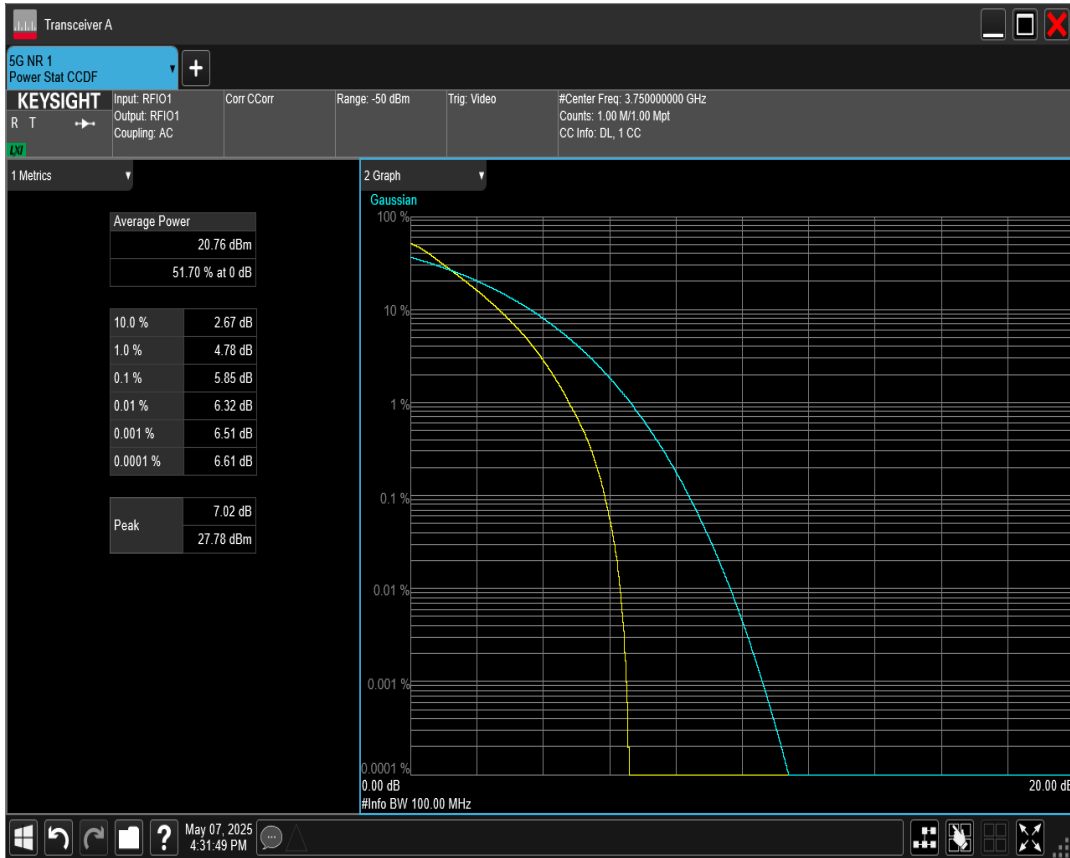 Transceiver A
5G NR 1
Power Stat CCDF
KEYSIGHT
R T
LXI
Input: RFIO1
Output: RFIO1
Coupling: AC
Corr CCorr
Range: -50 dBm
Trig: Video
#Center Freq: 3.750000000 GHz
Counts: 1.00 M/1.00 Mpt
CC Info: DL, 1 CC
1 Metrics
Average Power
20.76 dBm
51.70 % at 0 dB
10.0 % 2.67 dB
1.0 % 4.78 dB
0.1 % 5.85 dB
0.01 % 6.32 dB
0.001 % 6.51 dB
0.0001 % 6.61 dB
Peak
7.02 dB
27.78 dBm
2 Graph
Gaussian
100 %
10 %
1 %
0.1 %
0.01 %
0.001 %
0.0001 %
0.00 dB 20.00 dB
#Info BW 100.00 MHz
May 07, 2025
4:31:49 PM